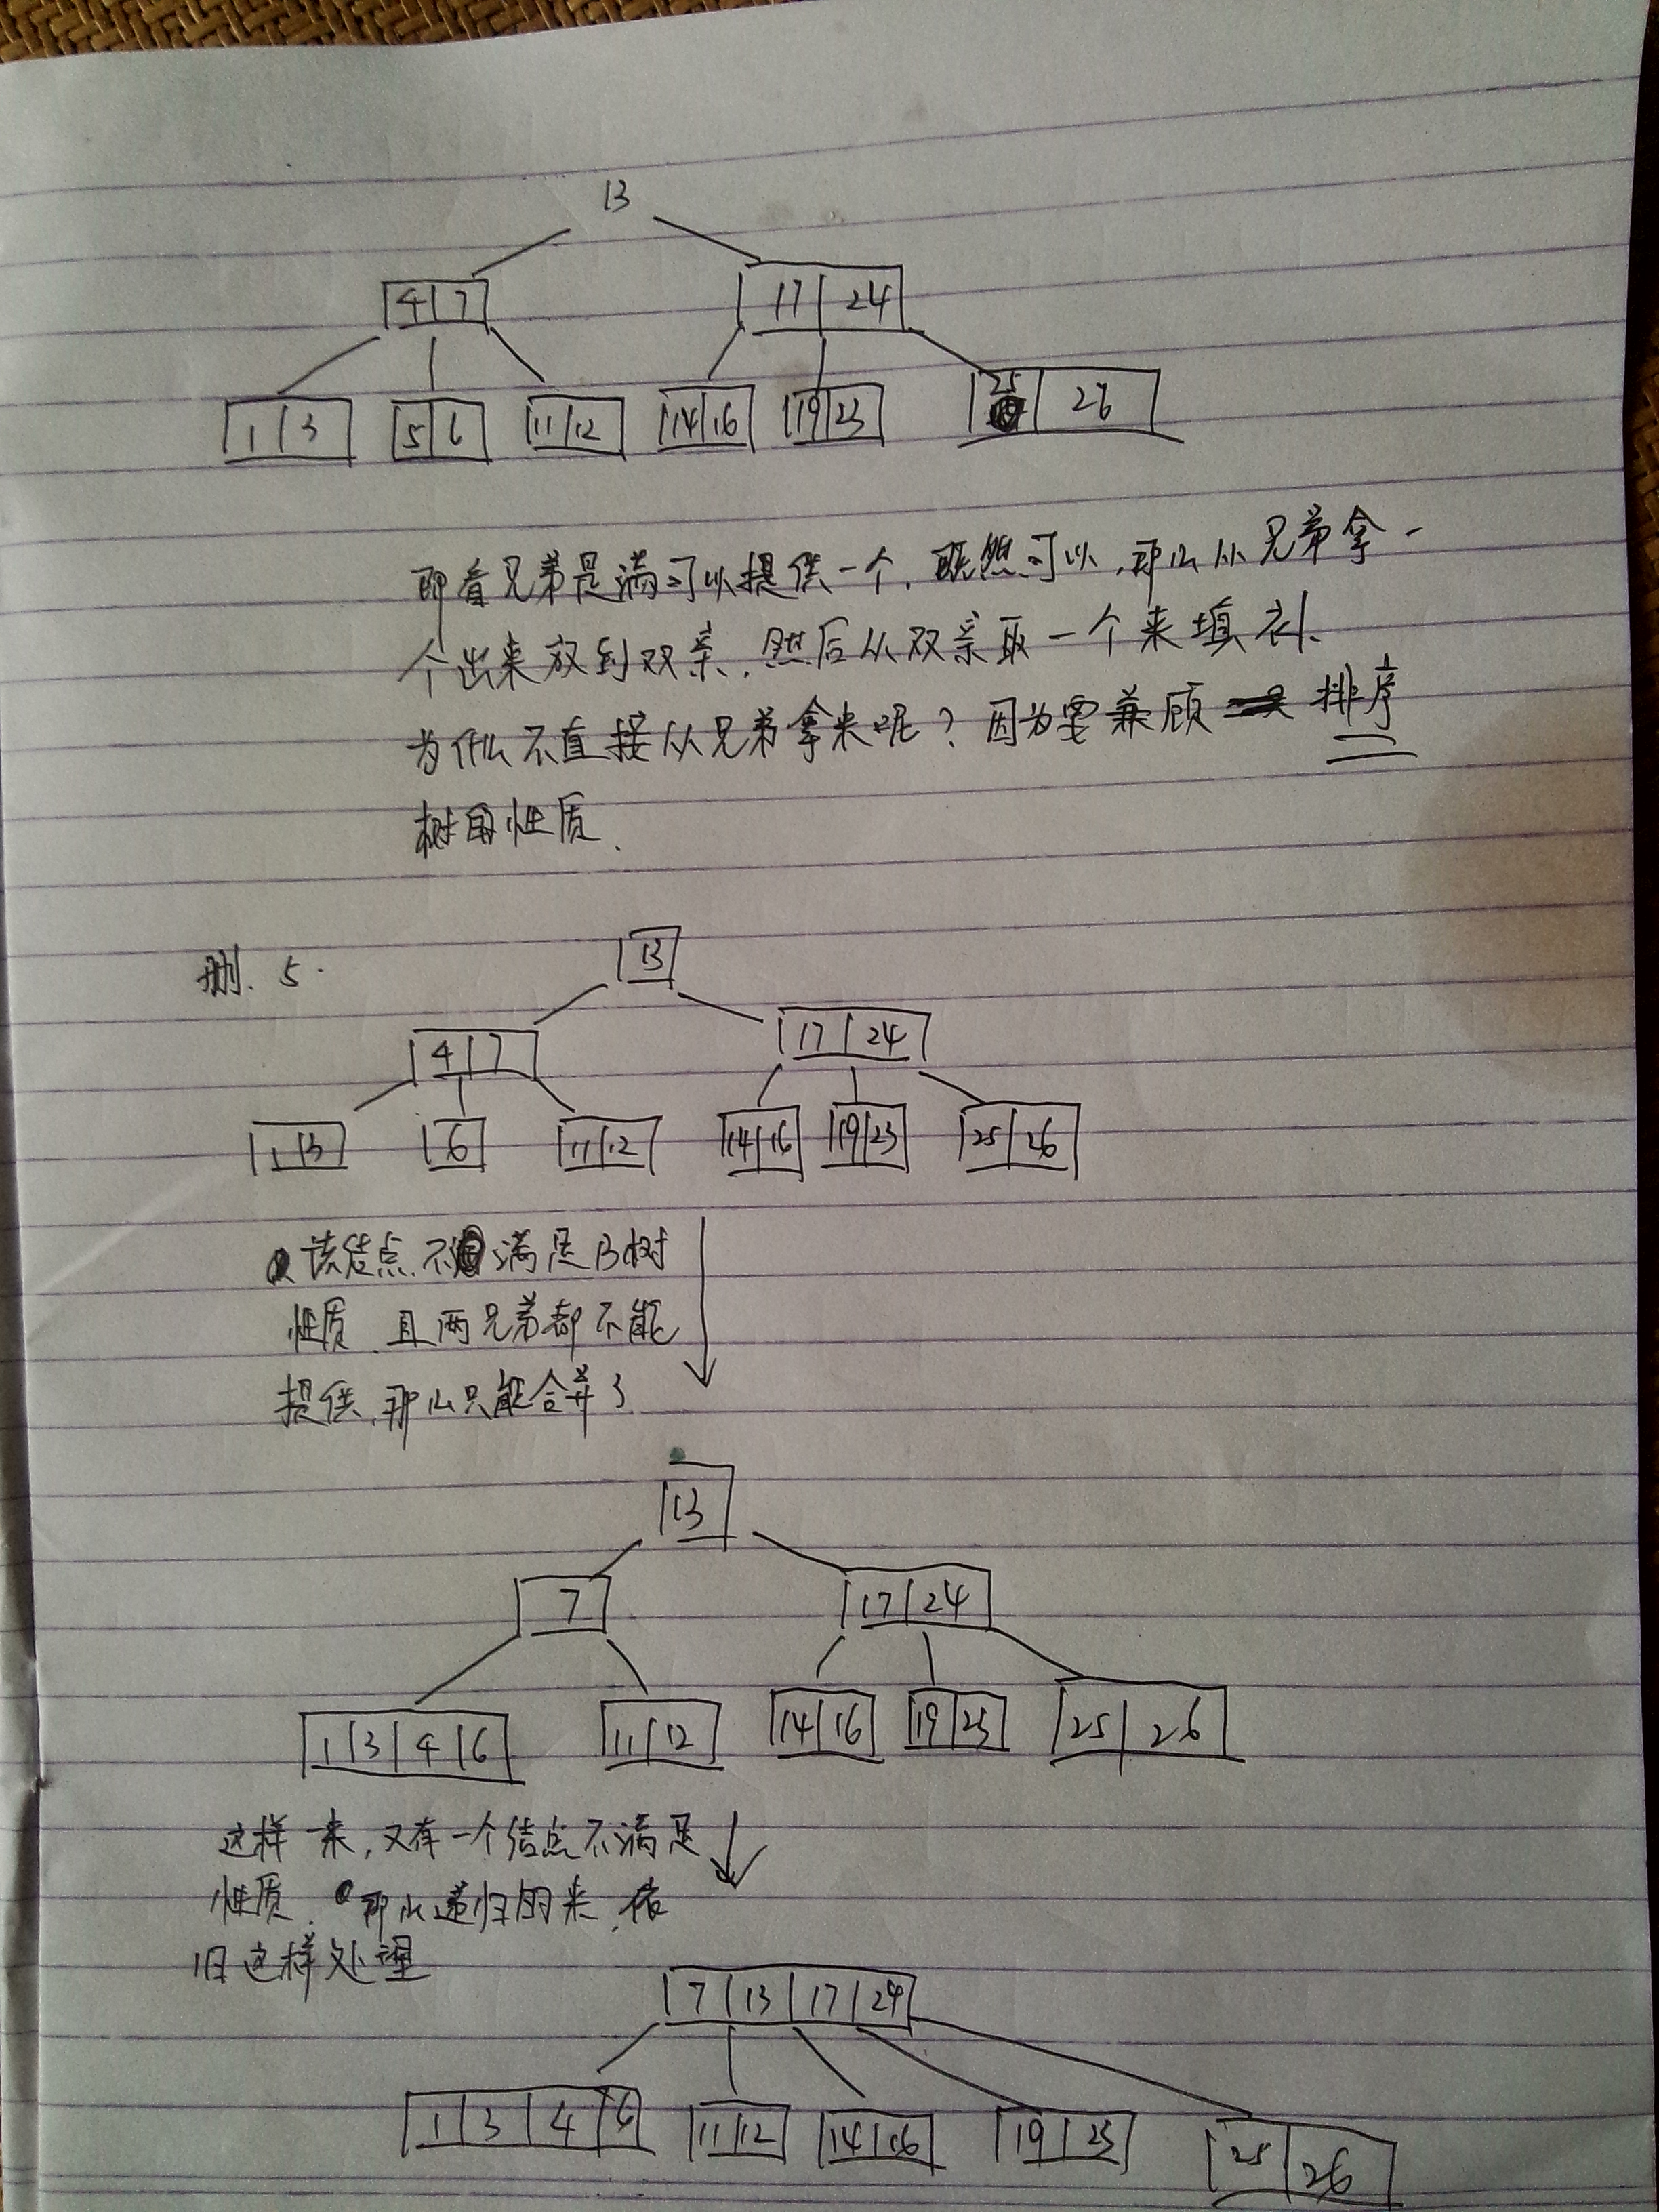 13
4 7 17 24
1 3 5 6 11 12 14 16 19 23 25 26
即看兄弟是满可以提供一个,既然可以,那么从兄弟拿一
个出来放到双亲,然后从双亲取一个来填补.
为什么不直接从兄弟拿来呢?因为要兼顾 排序
树的性质.
删. 5.
13
4 7 17 24
1 3 6 11 12 14 16 19 23 25 26
该结点不满足B树
性质,且两兄弟都不能
提供,那么只能合并了
13
7 17 24
1 3 4 6 11 12 14 16 19 23 25 26
这样一来,又有一个结点不满足
性质.那么递归的来,依
旧这样处理
7 13 17 24
1 3 4 6 11 12 14 16 19 23 25 26